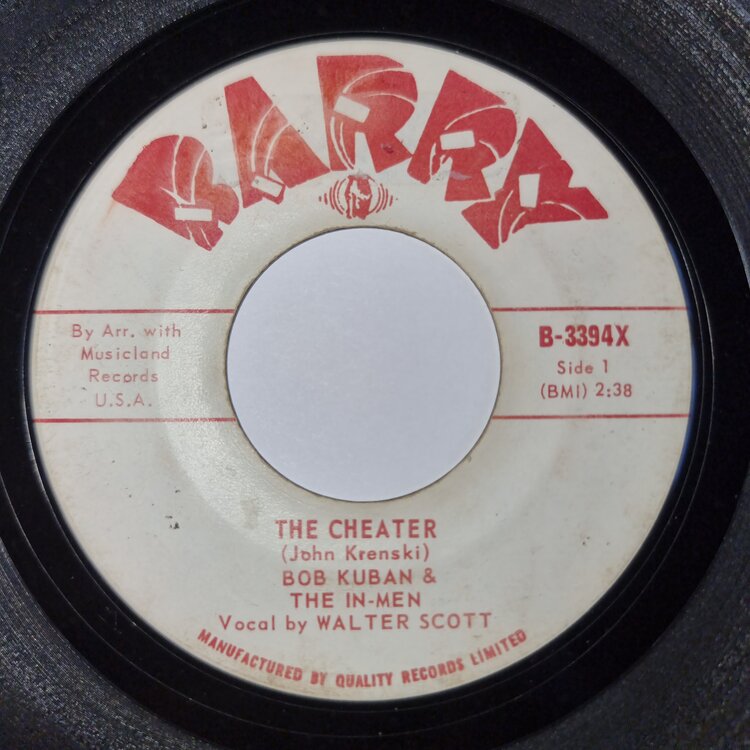 BARRY
By Arr. with
Musicland
Records
U.S.A.
B-3394X
Side 1
(BMI) 2:38
THE CHEATER
(John Krenski)
BOB KUBAN &
THE IN-MEN
Vocal by WALTER SCOTT
MANUFACTURED BY QUALITY RECORDS LIMITED